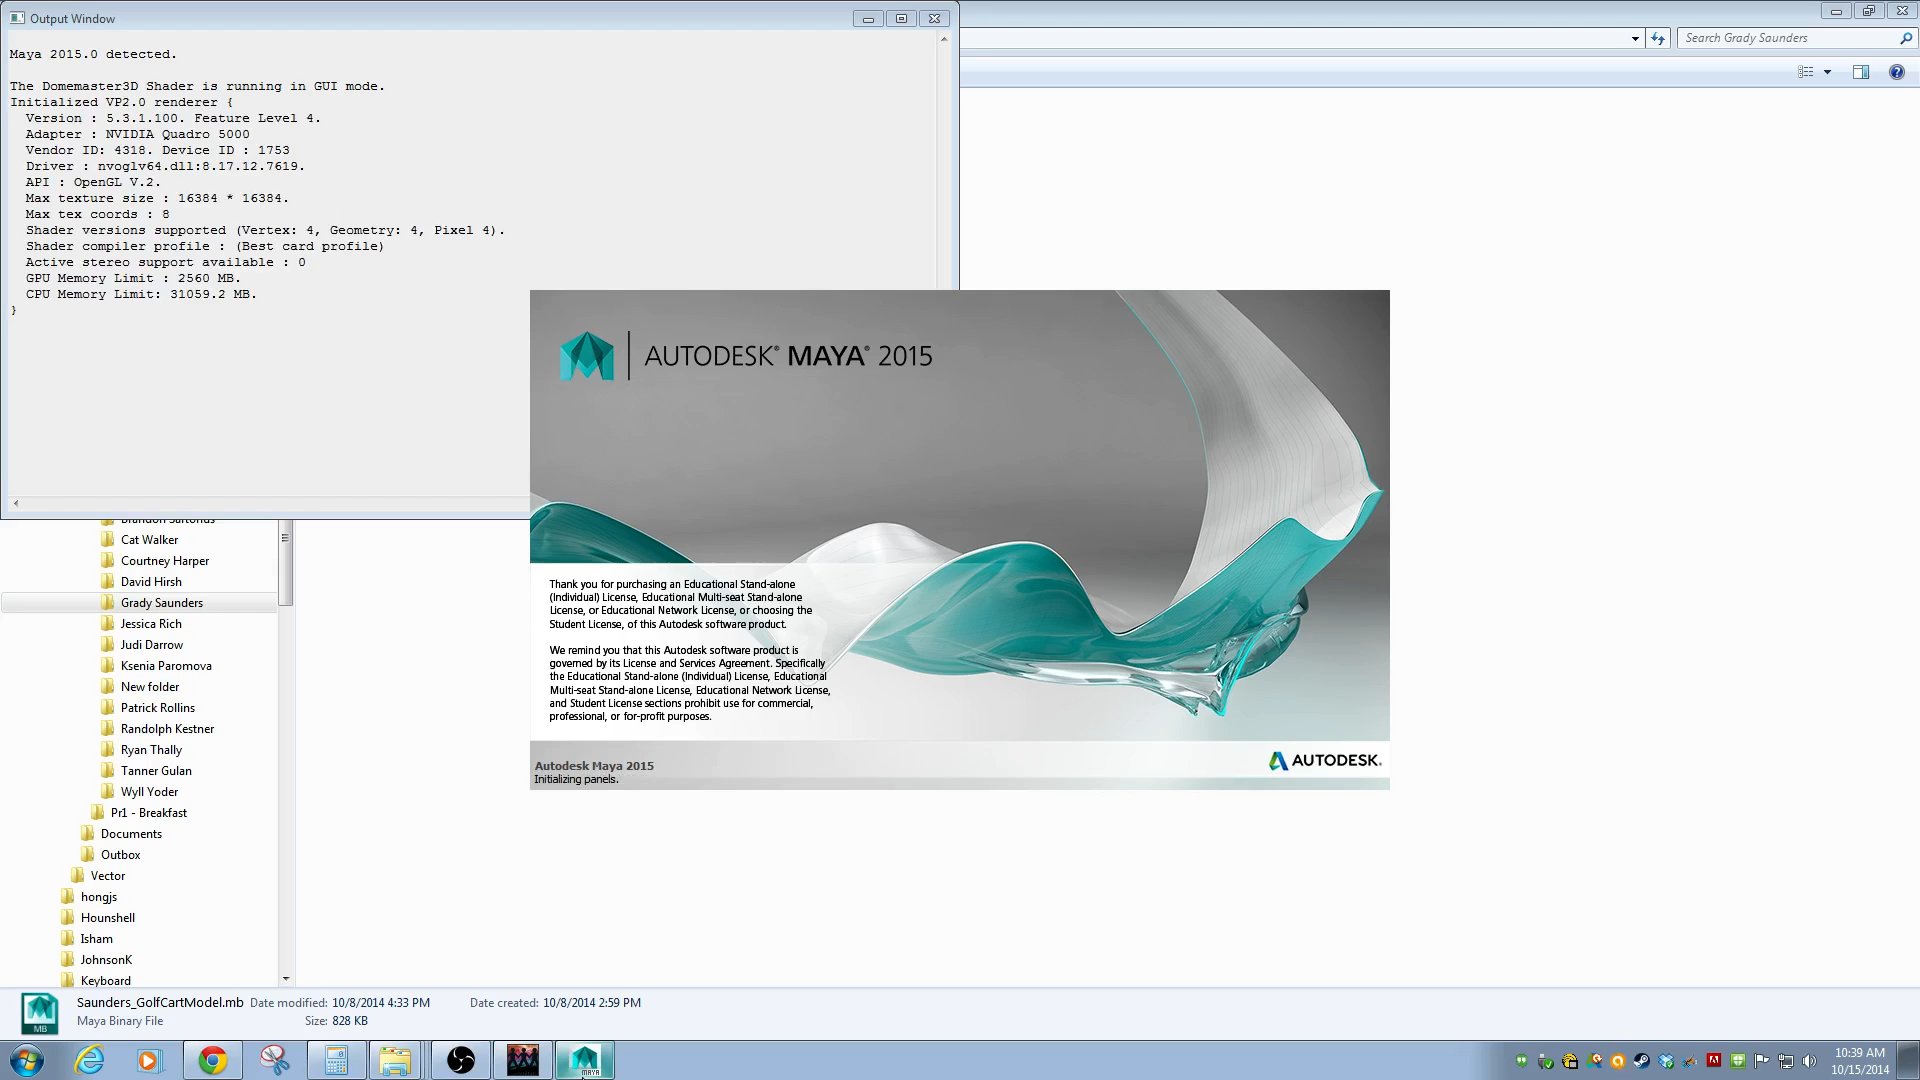 Output Window
Maya 2015.0 detected.
The Domemaster3D Shader is running in GUI mode.
Initialized VP2.0 renderer {
Version : 5.3.1.100. Feature Level 4.
Adapter : NVIDIA Quadro 5000
Vendor ID: 4318. Device ID : 1753
Driver : nvoglv64.dll:8.17.12.7619.
API : OpenGL V.2.
Max texture size : 16384 * 16384.
Max tex coords : 8
Shader versions supported (Vertex: 4, Geometry: 4, Pixel 4).
Shader compiler profile : (Best card profile)
Active stereo support available : 0
GPU Memory Limit : 2560 MB.
CPU Memory Limit: 31059.2 MB.
}
Search Grady Saunders
AUTODESK® MAYA® 2015
Thank you for purchasing an Educational Stand-alone
(Individual) License, Educational Multi-seat Stand-alone
License, or Educational Network License, or choosing the
Student License, of this Autodesk software product.
We remind you that this Autodesk software product is
governed by its License and Services Agreement. Specifically
the Educational Stand-alone (Individual) License, Educational
Multi-seat Stand-alone License, Educational Network License,
and Student License sections prohibit use for commercial,
professional, or for-profit purposes.
Autodesk Maya 2015
Initializing panels.
AUTODESK.
Brandon Sartorius
Cat Walker
Courtney Harper
David Hirsh
Grady Saunders
Jessica Rich
Judi Darrow
Ksenia Paromova
New folder
Patrick Rollins
Randolph Kestner
Ryan Thally
Tanner Gulan
Wyll Yoder
Pr1 - Breakfast
Documents
Outbox
Vector
hongjs
Hounshell
Isham
JohnsonK
Keyboard
Saunders_GolfCartModel.mb Date modified: 10/8/2014 4:33 PM Date created: 10/8/2014 2:59 PM
Maya Binary File Size: 828 KB
MB
MAYA
10:39 AM
10/15/2014